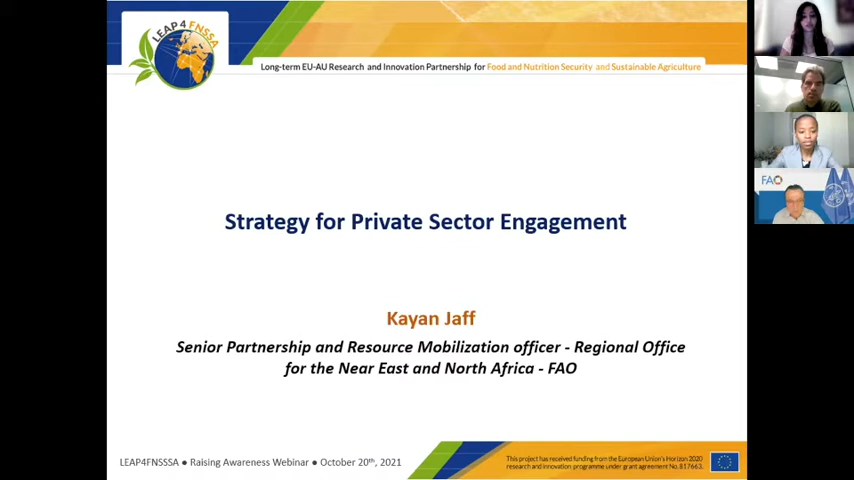 LEAP 4 FNSSA
Long-term EU-AU Research and Innovation Partnership for Food and Nutrition Security and Sustainable Agriculture
Strategy for Private Sector Engagement
Kayan Jaff
Senior Partnership and Resource Mobilization officer - Regional Office
for the Near East and North Africa - FAO
LEAP4FNSSSA ● Raising Awareness Webinar ● October 20th, 2021
This project has received funding from the European Union's Horizon 2020
research and innovation programme under grant agreement No. 817663.
FAO